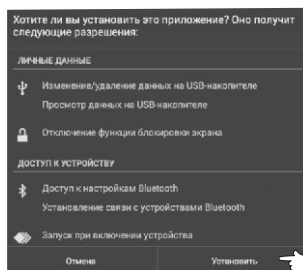 Хотите ли вы установить это приложение? Оно получит
следующие разрешения:
ЛИЧНЫЕ ДАННЫЕ
Изменение/удаление данных на USB-накопителе
Просмотр данных на USB-накопителе
Отключение функции блокировки экрана
ДОСТУП К УСТРОЙСТВУ
Доступ к настройкам Bluetooth
Установление связи с устройствами Bluetooth
Запуск при включении устройства
Отмена Установить